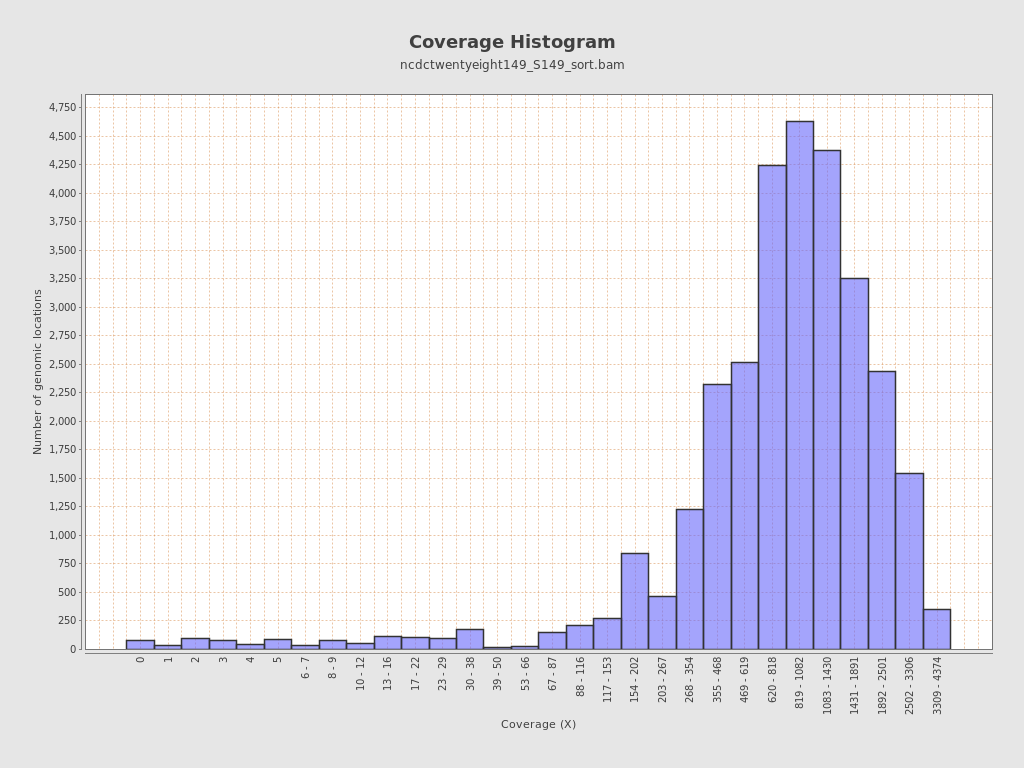 Coverage Histogram
ncdctwentyeight149_S149_sort.bam
Number of genomic locations
4,750
4,500
4,250
4,000
3,750
3,500
3,250
3,000
2,750
2,500
2,250
2,000
1,750
1,500
1,250
1,000
750
500
250
0
0
1
2
3
4
5
6 - 7
8 - 9
10 - 12
13 - 16
17 - 22
23 - 29
30 - 38
39 - 50
53 - 66
67 - 87
88 - 116
117 - 153
154 - 202
203 - 267
268 - 354
355 - 468
469 - 619
620 - 818
819 - 1082
1083 - 1430
1431 - 1891
1892 - 2501
2502 - 3306
3309 - 4374
Coverage (X)